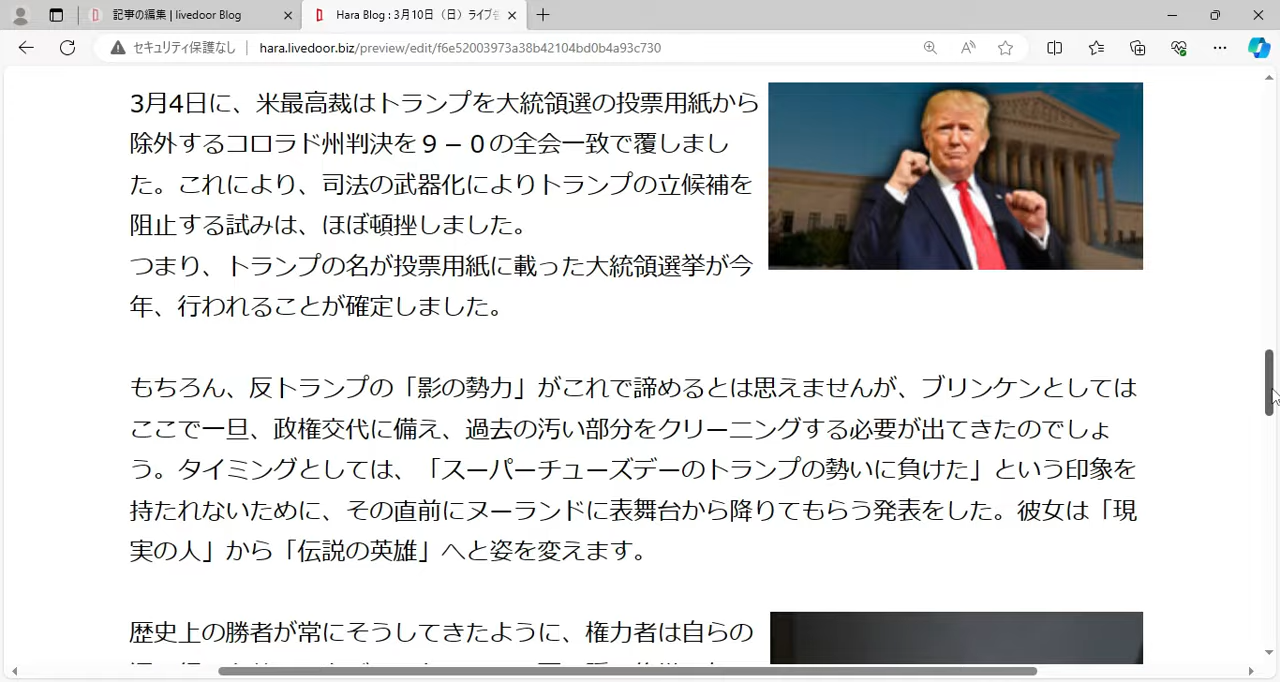 記事の編集 | livedoor Blog
Hara Blog : 3月10日（日）ライブ
セキュリティ保護なし
hara.livedoor.biz/preview/edit/f6e52003973a38b42104bd0b4a93c730
3月4日に、米最高裁はトランプを大統領選の投票用紙から
除外するコロラド州判決を９－０の全会一致で覆しまし
た。これにより、司法の武器化によりトランプの立候補を
阻止する試みは、ほぼ頓挫しました。
つまり、トランプの名が投票用紙に載った大統領選挙が今
年、行われることが確定しました。
もちろん、反トランプの「影の勢力」がこれで諦めるとは思えませんが、ブリンケンとしては
ここで一旦、政権交代に備え、過去の汚い部分をクリーニングする必要が出てきたのでしょ
う。タイミングとしては、「スーパーチューズデーのトランプの勢いに負けた」という印象を
持たれないために、その直前にヌーランドに表舞台から降りてもらう発表をした。彼女は「現
実の人」から「伝説の英雄」へと姿を変えます。
歴史上の勝者が常にそうしてきたように、権力者は自らの